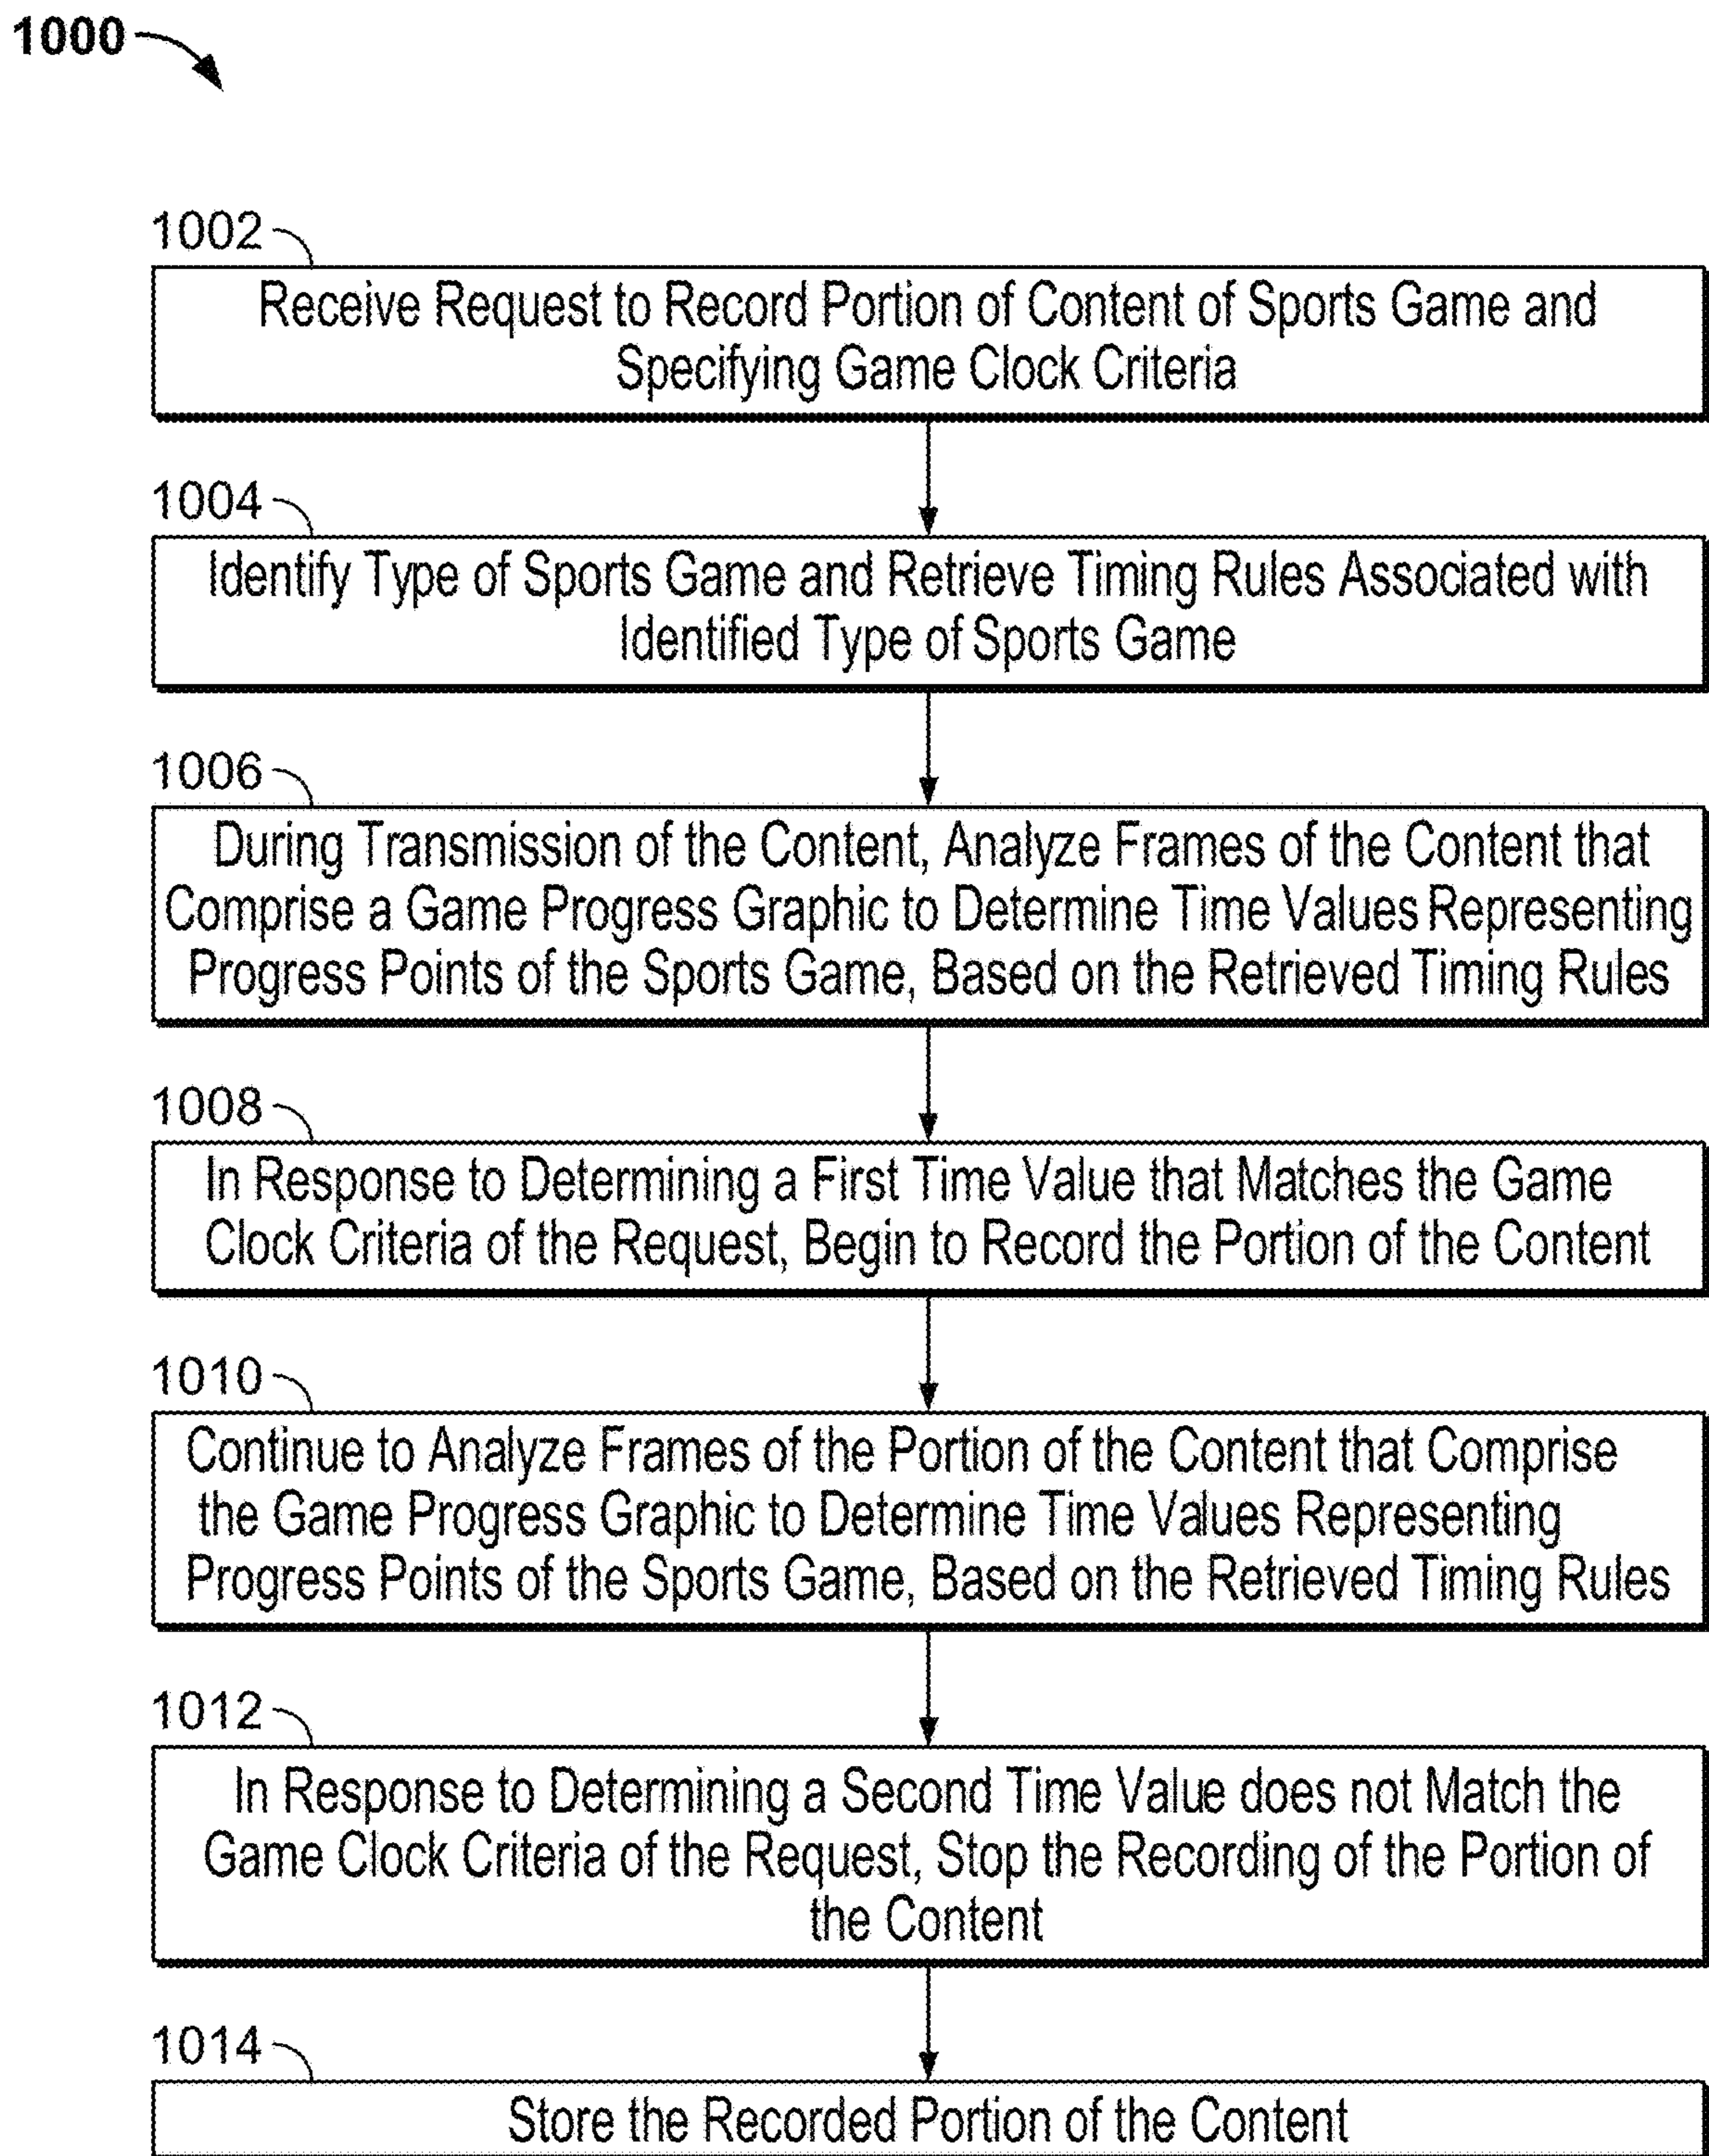 1000
1002
Receive Request to Record Portion of Content of Sports Game and
Specifying Game Clock Criteria
1004
Identify Type of Sports Game and Retrieve Timing Rules Associated with
Identified Type of Sports Game
1006
During Transmission of the Content, Analyze Frames of the Content that
Comprise a Game Progress Graphic to Determine Time Values Representing
Progress Points of the Sports Game, Based on the Retrieved Timing Rules
1008
In Response to Determining a First Time Value that Matches the Game
Clock Criteria of the Request, Begin to Record the Portion of the Content
1010
Continue to Analyze Frames of the Portion of the Content that Comprise
the Game Progress Graphic to Determine Time Values Representing
Progress Points of the Sports Game, Based on the Retrieved Timing Rules
1012
In Response to Determining a Second Time Value does not Match the
Game Clock Criteria of the Request, Stop the Recording of the Portion of
the Content
1014
Store the Recorded Portion of the Content